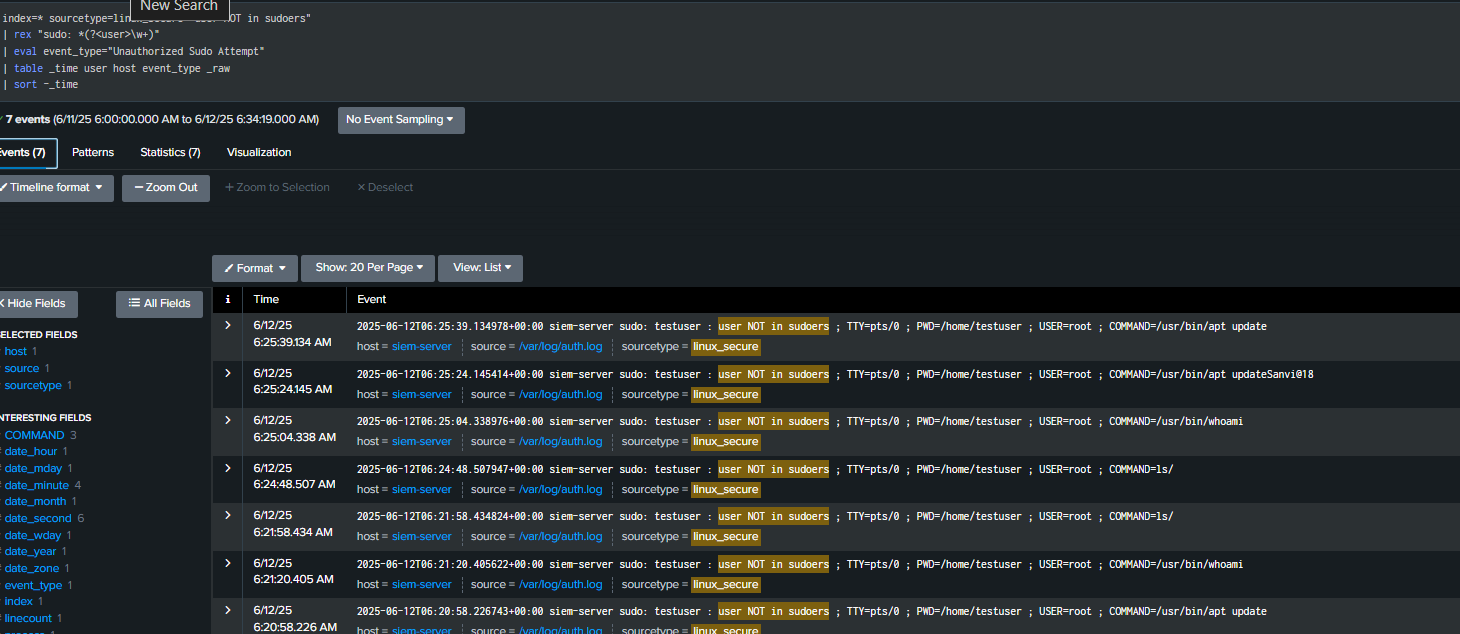 New Search
index=* sourcetype=linux_secure "user NOT in sudoers"
| rex "sudo: *(?<user>\w+)"
| eval event_type="Unauthorized Sudo Attempt"
| table _time user host event_type _raw
| sort -_time
7 events (6/11/25 6:00:00.000 AM to 6/12/25 6:34:19.000 AM) No Event Sampling
Events (7) Patterns Statistics (7) Visualization
Timeline format — Zoom Out + Zoom to Selection × Deselect
Format Show: 20 Per Page View: List
Hide Fields All Fields
i Time Event
SELECTED FIELDS
host 1
source 1
sourcetype 1
INTERESTING FIELDS
COMMAND 3
date_hour 1
date_mday 1
date_minute 4
date_month 1
date_second 6
date_wday 1
date_year 1
date_zone 1
event_type 1
index 1
linecount 1
6/12/25
6:25:39.134 AM
2025-06-12T06:25:39.134978+00:00 siem-server sudo: testuser : user NOT in sudoers ; TTY=pts/0 ; PWD=/home/testuser ; USER=root ; COMMAND=/usr/bin/apt update
host = siem-server source = /var/log/auth.log sourcetype = linux_secure
6/12/25
6:25:24.145 AM
2025-06-12T06:25:24.145414+00:00 siem-server sudo: testuser : user NOT in sudoers ; TTY=pts/0 ; PWD=/home/testuser ; USER=root ; COMMAND=/usr/bin/apt updateSanvi@18
host = siem-server source = /var/log/auth.log sourcetype = linux_secure
6/12/25
6:25:04.338 AM
2025-06-12T06:25:04.338976+00:00 siem-server sudo: testuser : user NOT in sudoers ; TTY=pts/0 ; PWD=/home/testuser ; USER=root ; COMMAND=/usr/bin/whoami
host = siem-server source = /var/log/auth.log sourcetype = linux_secure
6/12/25
6:24:48.507 AM
2025-06-12T06:24:48.507947+00:00 siem-server sudo: testuser : user NOT in sudoers ; TTY=pts/0 ; PWD=/home/testuser ; USER=root ; COMMAND=ls/
host = siem-server source = /var/log/auth.log sourcetype = linux_secure
6/12/25
6:21:58.434 AM
2025-06-12T06:21:58.434824+00:00 siem-server sudo: testuser : user NOT in sudoers ; TTY=pts/0 ; PWD=/home/testuser ; USER=root ; COMMAND=ls/
host = siem-server source = /var/log/auth.log sourcetype = linux_secure
6/12/25
6:21:20.405 AM
2025-06-12T06:21:20.405622+00:00 siem-server sudo: testuser : user NOT in sudoers ; TTY=pts/0 ; PWD=/home/testuser ; USER=root ; COMMAND=/usr/bin/whoami
host = siem-server source = /var/log/auth.log sourcetype = linux_secure
6/12/25
6:20:58.226 AM
2025-06-12T06:20:58.226743+00:00 siem-server sudo: testuser : user NOT in sudoers ; TTY=pts/0 ; PWD=/home/testuser ; USER=root ; COMMAND=/usr/bin/apt update
host = siem-server source = /var/log/auth.log sourcetype = linux_secure